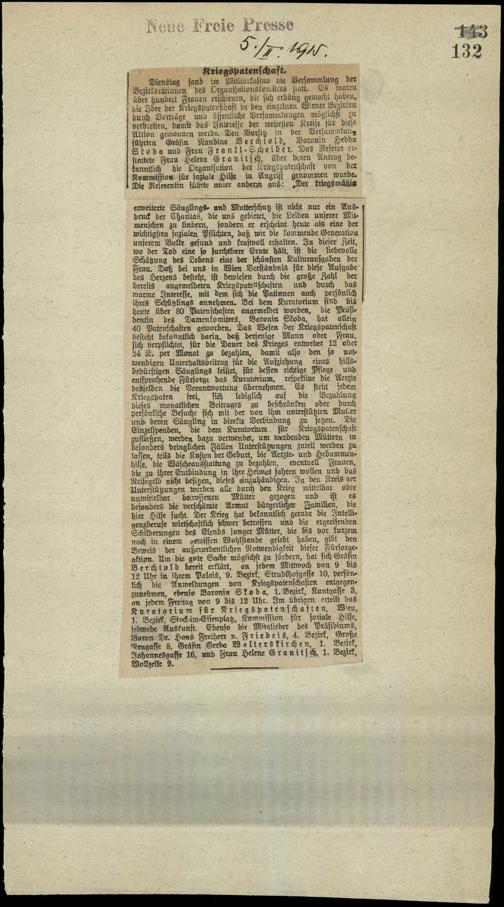 Neue Freie Presse
5./II. 1915.
143
132
Kriegspatenschaft.
Dienstag fand im Militärkasino die Versammlung der
Bezirksrätinnen des Organisationskomitees statt. Es waren
über hundert Frauen erschienen, die sich erbötig gemacht haben,
die Idee der Kriegspatenschaft in den einzelnen Wiener Bezirken
durch Vorträge und öffentliche Versammlungen möglichst zu
verbreiten, damit das Interesse der weitesten Kreise für diese
Aktion gewonnen werde. Den Vorsitz in der Versammlung
führten Gräfin Nandine Berchtold, Baronin Hedda
Skoda und Frau Frankl-Scheiber. Das Referat er-
stattete Frau Helene Granitsch, über deren Antrag be-
kanntlich die Organisation der Kriegspatenschaft von der
Kommission für soziale Hilfe in Angriff genommen wurde.
Die Referentin führte unter anderm aus: „Der kriegsmäßig
erweiterte Säuglings- und Mutterschutz ist nicht nur ein Aus-
druck der Charitas, die uns gebietet, die Leiden unserer Mit-
menschen zu lindern, sondern er erscheint heute als eine der
wichtigsten sozialen Pflichten, daß wir die kommende Generation
unserem Volke gesund und kraftvoll erhalten. In dieser Zeit,
wo der Tod eine so furchtbare Ernte hält, ist die liebevolle
Schätzung des Lebens eine der schönsten Kulturausgaben der
Frau. Daß bei uns in Wien Verständnis für diese Aufgabe
des Herzens besteht, ist bewiesen durch die große Zahl der
bereits angemeldeten Kriegspatenschaften und durch das
warme Interesse, mit dem sich die Patinnen auch persönlich
ihres Schützlings annehmen. Bei dem Kuratorium sind bis
heute über 80 Patenschaften angemeldet worden, die Präsi-
dentin des Damenkomitees, Baronin Skoda, hat allein
40 Patenschaften geworben. Das Wesen der Kriegspatenschaft
besteht bekanntlich darin, daß derjenige Mann oder Frau,
sich verpflichtet, für die Dauer des Krieges entweder 12 oder
24 K. per Monat zu bezahlen, damit also den so not-
wendigen Unterhaltsbeitrag für die Aufziehung eines hilfs-
bedürftigen Säuglings leistet, für dessen richtige Pflege und
entsprechende Fürsorge das Kuratorium, respektive die Aerzte
desselben die Verantwortung übernehmen. Es steht jedem
Kriegspaten frei, sich lediglich auf die Bezahlung
dieses monatlichen Beitrages zu beschränken oder durch
persönliche Besuche sich mit der von ihm unterstützten Mutter
und deren Säugling in direkte Verbindung zu setzen. Die
Einzelspenden, die dem Kuratorium für Kriegspatenschaft
zufließen, werden dazu verwendet, um werdenden Müttern in
besonders dringlichen Fällen Unterstützungen zuteil werden zu
lassen, teils die Kosten der Geburt, die Aerzte- und Hebammen-
hilfe, die Wäscheausstattung zu bezahlen, eventuell Frauen,
die zu ihrer Entbindung in ihre Heimat fahren wollen und das
Reisegeld nicht besitzen, dieses einzuhändigen. In den Kreis der
Unterstützungen werden alle durch den Krieg mittelbar oder
unmittelbar betroffenen Mütter gezogen und ist es
besonders die verschämte Armut bürgerlicher Familien, die
hier Hilfe sucht. Der Krieg hat bekanntlich gerade die Intelli-
genzberufe wirtschaftlich schwer betroffen und die ergreifenden
Schilderungen des Elends junger Mütter, die bis vor kurzem
noch in einem gewissen Wohlstande gelebt haben, gibt den
Beweis der außerordentlichen Notwendigkeit dieser Fürsorge-
aktion. Um die gute Sache möglichst zu fördern, hat sich Gräfin
Berchtold bereit erklärt, an jedem Mittwoch von 9 bis
12 Uhr in ihrem Palais, 9. Bezirk, Strudlhofgasse 10, persön-
lich die Anmeldungen von Kriegspatenschaften entgegen-
zunehmen, ebenso Baronin Skoda, 1. Bezirk, Kantgasse 3,
an jedem Freitag von 9 bis 12 Uhr. Im übrigen erteilt das
Kuratorium für Kriegspatenschaften, Wien,
1. Bezirk, Stock-im-Eisenplatz, Kommission für soziale Hilfe,
jedwede Auskunft. Ebenso die Mitglieder des Präsidiums,
Baron Dr. Hans Freiherr v. Friebeis, 4. Bezirk, Große
Neugasse 8, Gräfin Gerda Walterskirchen, 1. Bezirk,
Johannesgasse 16, und Frau Helene Granitsch, 1. Bezirk,
Wollzeile 9.